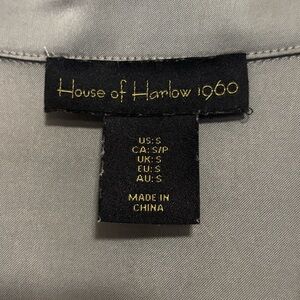 House of Harlow 1960
US: S
CA: S/P
UK: S
EU: S
AU: S
MADE IN
CHINA